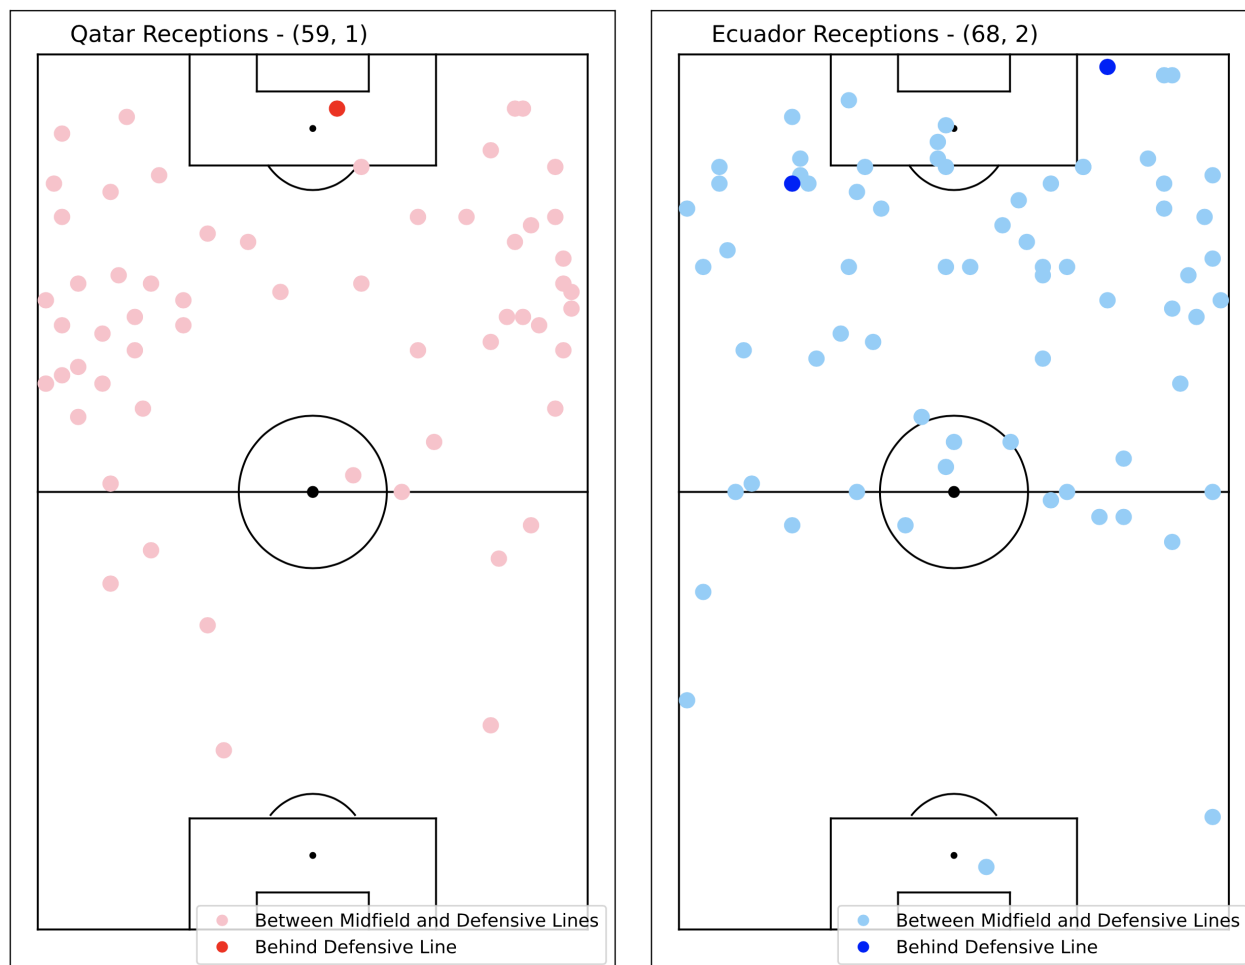 Qatar Receptions - (59, 1)
Between Midfield and Defensive Lines
Behind Defensive Line
Ecuador Receptions - (68, 2)
Between Midfield and Defensive Lines
Behind Defensive Line